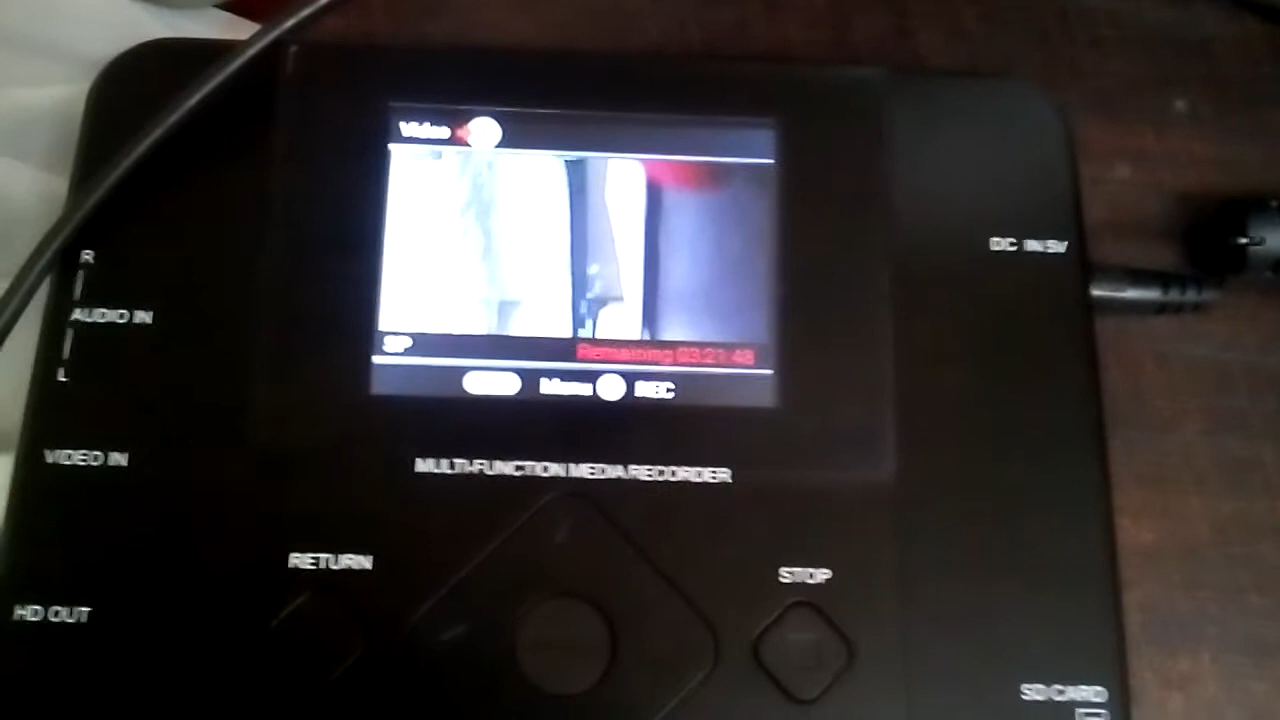 Video
R
AUDIO IN
L
VIDEO IN
HD OUT
DC IN 5V
SP
Remaining 03:21:48
Menu REC
MULTI-FUNCTION MEDIA RECORDER
RETURN
STOP
SD CARD